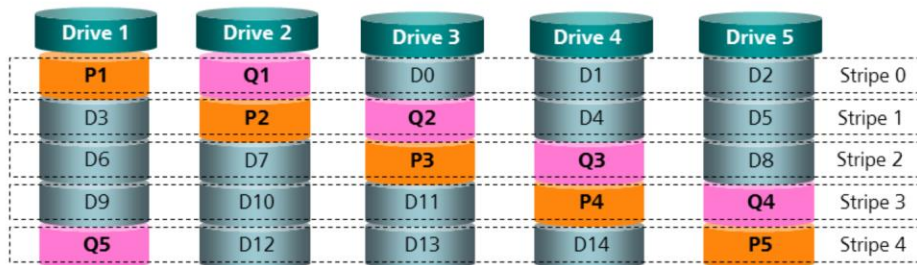 Drive 1 Drive 2 Drive 3 Drive 4 Drive 5
P1 Q1 D0 D1 D2 Stripe 0
D3 P2 Q2 D4 D5 Stripe 1
D6 D7 P3 Q3 D8 Stripe 2
D9 D10 D11 P4 Q4 Stripe 3
Q5 D12 D13 D14 P5 Stripe 4